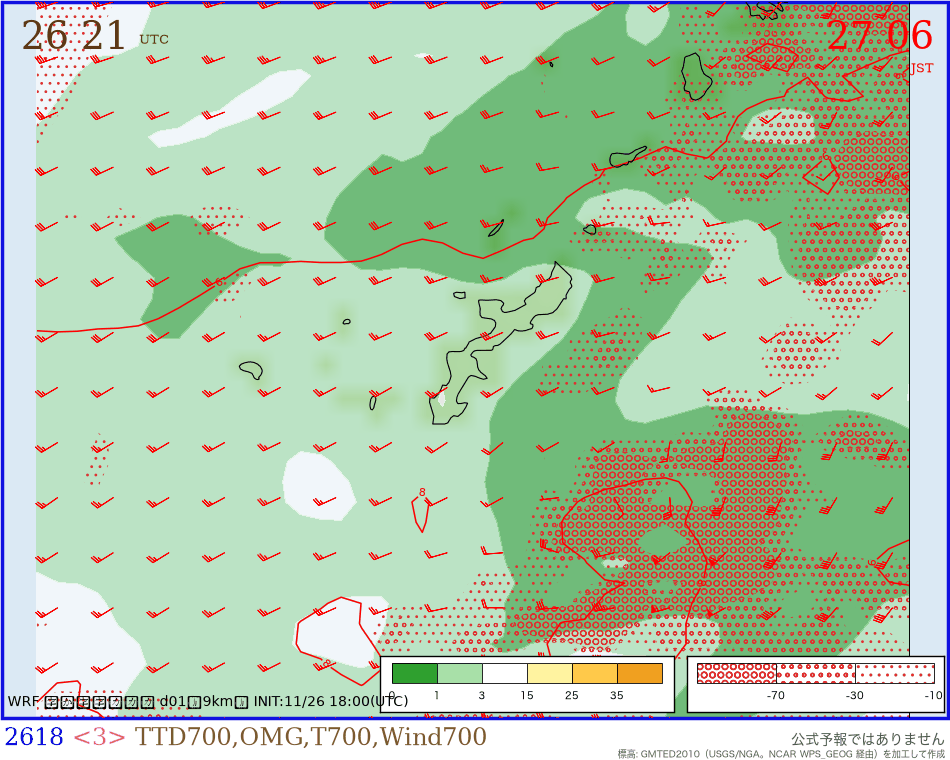 26 21 UTC
27 06
JST
6
8
8
WRF d01 9km INIT:11/26 18:00(UTC)
0 1 3 15 25 35
-70 -30 -10
2618 <3> TTD700,OMG,T700,Wind700
公式予報ではありません
標高: GMTED2010（USGS/NGA。NCAR WPS_GEOG 経由）を加工して作成